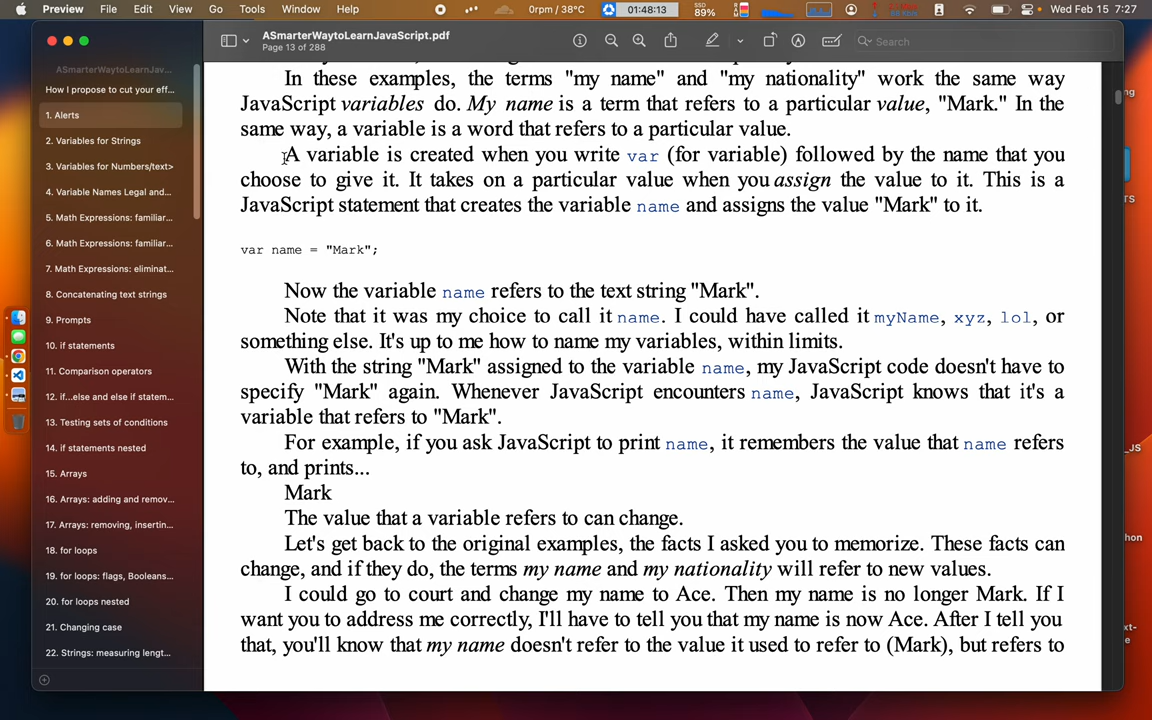 Preview File Edit View Go Tools Window Help 0rpm / 38°C 01:48:13 SSD 89% Wed Feb 15 7:27
ASmarterWaytoLearnJavaScript.pdf
Page 13 of 288
Search
ASmarterWaytoLearnJav...
How I propose to cut your eff...
1. Alerts
2. Variables for Strings
3. Variables for Numbers/text>
4. Variable Names Legal and...
5. Math Expressions: familiar...
6. Math Expressions: familiar...
7. Math Expressions: eliminat...
8. Concatenating text strings
9. Prompts
10. if statements
11. Comparison operators
12. if...else and else if statem...
13. Testing sets of conditions
14. if statements nested
15. Arrays
16. Arrays: adding and remov...
17. Arrays: removing, insertin...
18. for loops
19. for loops: flags, Booleans...
20. for loops nested
21. Changing case
22. Strings: measuring lengt...
In these examples, the terms "my name" and "my nationality" work the same way
JavaScript variables do. My name is a term that refers to a particular value, "Mark." In the
same way, a variable is a word that refers to a particular value.
A variable is created when you write var (for variable) followed by the name that you
choose to give it. It takes on a particular value when you assign the value to it. This is a
JavaScript statement that creates the variable name and assigns the value "Mark" to it.
var name = "Mark";
Now the variable name refers to the text string "Mark".
Note that it was my choice to call it name. I could have called it myName, xyz, lol, or
something else. It's up to me how to name my variables, within limits.
With the string "Mark" assigned to the variable name, my JavaScript code doesn't have to
specify "Mark" again. Whenever JavaScript encounters name, JavaScript knows that it's a
variable that refers to "Mark".
For example, if you ask JavaScript to print name, it remembers the value that name refers
to, and prints...
Mark
The value that a variable refers to can change.
Let's get back to the original examples, the facts I asked you to memorize. These facts can
change, and if they do, the terms my name and my nationality will refer to new values.
I could go to court and change my name to Ace. Then my name is no longer Mark. If I
want you to address me correctly, I'll have to tell you that my name is now Ace. After I tell you
that, you'll know that my name doesn't refer to the value it used to refer to (Mark), but refers to